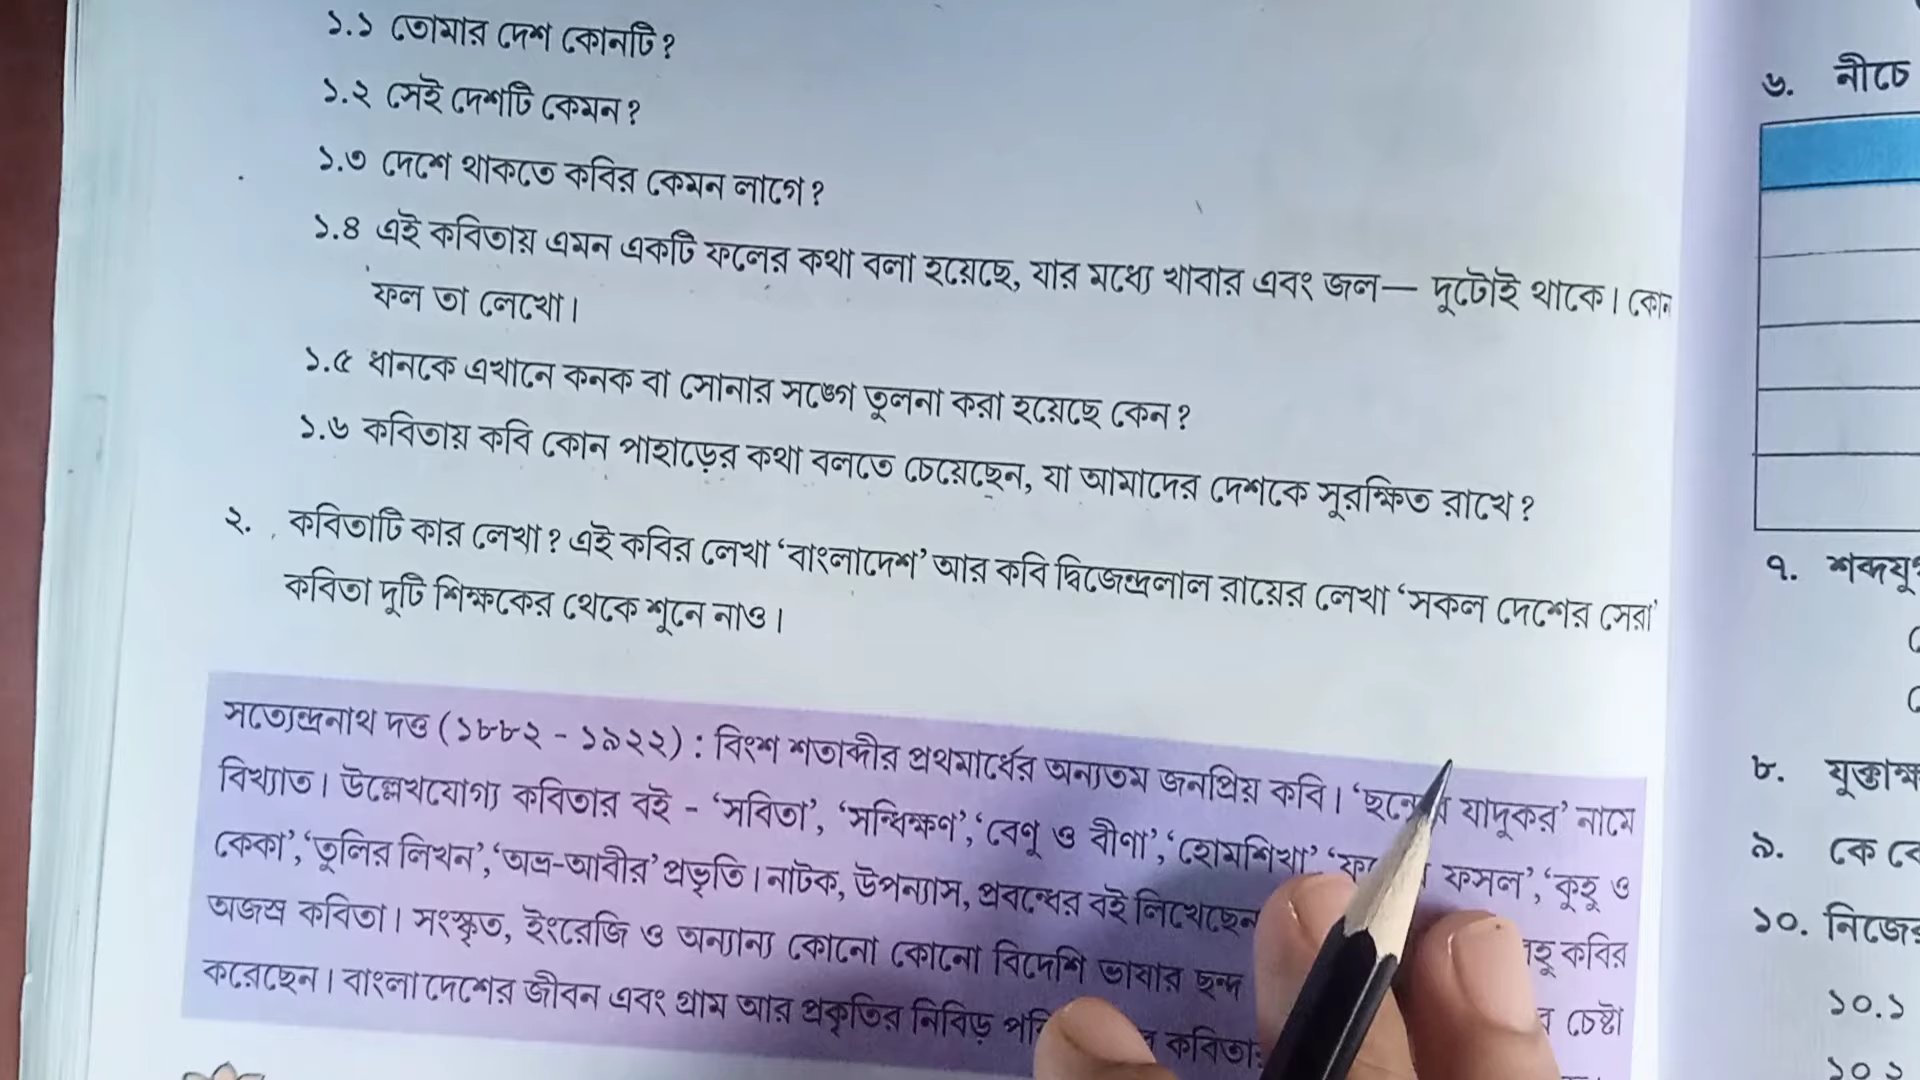 ১.১ তোমার দেশ কোনটি?
১.২ সেই দেশটি কেমন?
১.৩ দেশে থাকতে কবির কেমন লাগে?
১.৪ এই কবিতায় এমন একটি ফলের কথা বলা হয়েছে, যার মধ্যে খাবার এবং জল— দুটোই থাকে। কোন
ফল তা লেখো।
১.৫ ধানকে এখানে কনক বা সোনার সঙ্গে তুলনা করা হয়েছে কেন?
১.৬ কবিতায় কবি কোন পাহাড়ের কথা বলতে চেয়েছেন, যা আমাদের দেশকে সুরক্ষিত রাখে?
২. কবিতাটি কার লেখা? এই কবির লেখা ‘বাংলাদেশ’ আর কবি দ্বিজেন্দ্রলাল রায়ের লেখা ‘সকল দেশের সেরা’
কবিতা দুটি শিক্ষকের থেকে শুনে নাও।
সত্যেন্দ্রনাথ দত্ত (১৮৮২ - ১৯২২) : বিংশ শতাব্দীর প্রথমার্ধের অন্যতম জনপ্রিয় কবি। যাদুকর’ নামে
বিখ্যাত। উল্লেখযোগ্য কবিতার বই - ‘সবিতা’, ‘সন্ধিক্ষণ’, ‘বেণু ও বীণা’, ‘হোমশিখা’ ফসল’, ‘কুহু ও
কেকা’, ‘তুলির লিখন’, ‘অভ্র-আবীর’ প্রভৃতি। নাটক, উপন্যাস, প্রবন্ধের বই লিখেছেন কবির
অজস্র কবিতা। সংস্কৃত, ইংরেজি ও অন্যান্য কোনো কোনো বিদেশি ভাষার ছন্দ চেষ্টা
করেছেন। বাংলাদেশের জীবন এবং গ্রাম আর প্রকৃতির নিবিড়
৬. নীচে
৭.
৮.
৯. কে
১০.
১০.১